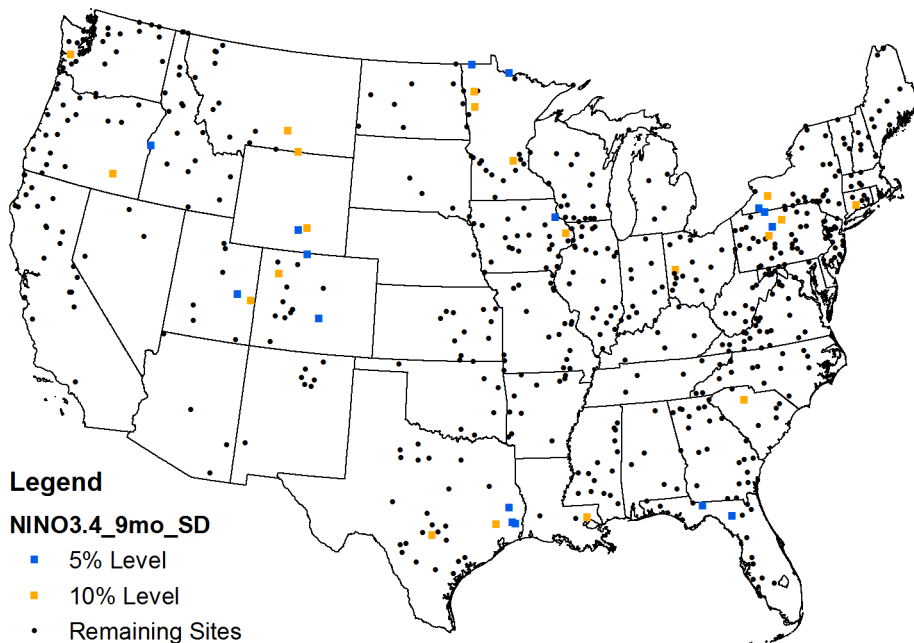 Legend
NINO3.4_9mo_SD
5% Level
10% Level
Remaining Sites